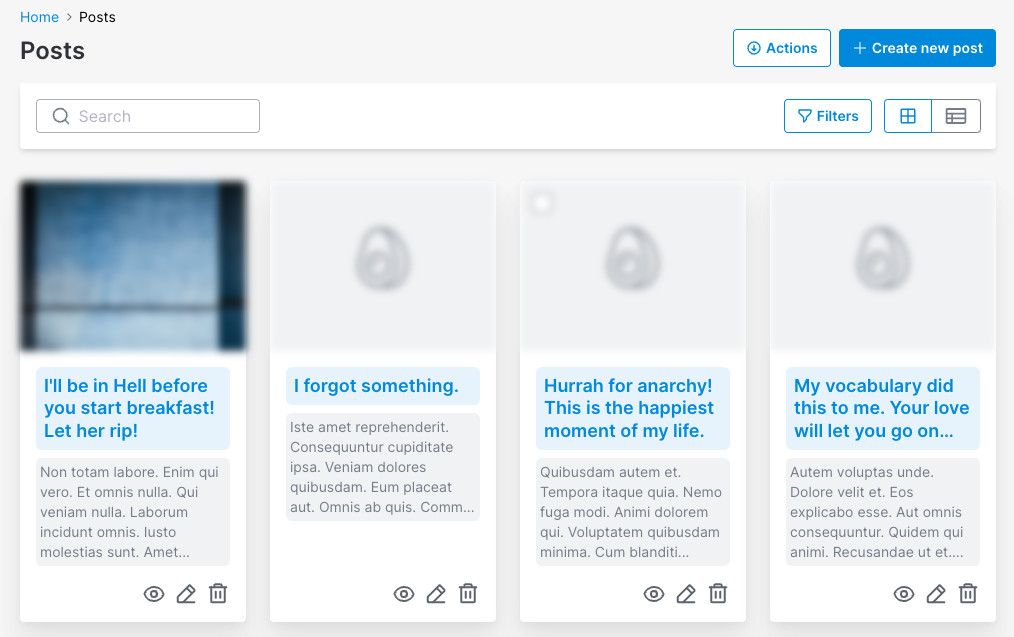 Home > Posts
Posts
Actions
Create new post
Search
Filters
I'll be in Hell before
you start breakfast!
Let her rip!
Non totam labore. Enim qui
vero. Et omnis nulla. Qui
veniam nulla. Laborum
incidunt omnis. Iusto
molestias sunt. Amet...
I forgot something.
Iste amet reprehenderit.
Consequuntur cupiditate
ipsa. Veniam dolores
quibusdam. Eum placeat
aut. Omnis ab quis. Comm...
Hurrah for anarchy!
This is the happiest
moment of my life.
Quibusdam autem et.
Tempora itaque quia. Nemo
fuga modi. Animi dolorem
qui. Voluptatem quibusdam
minima. Cum blanditi...
My vocabulary did
this to me. Your love
will let you go on...
Autem voluptas unde.
Dolore velit et. Eos
explicabo esse. Aut omnis
consequuntur. Quidem qui
animi. Recusandae ut et....